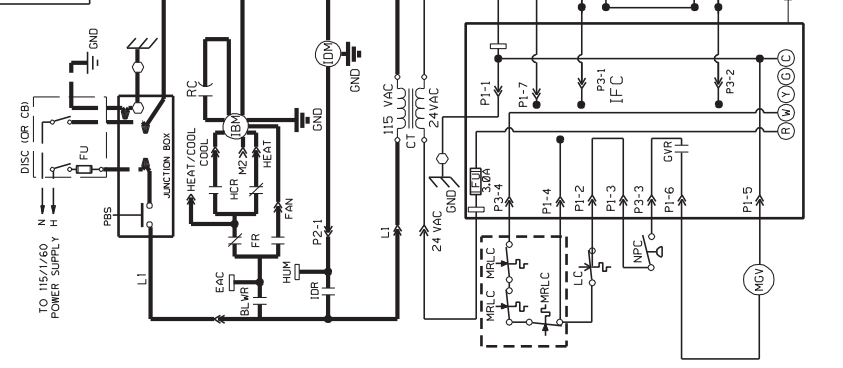 GND
DISC (OR CB)
FU
N
H
TO 115/1/60
POWER SUPPLY
PBS
JUNCTION BOX
L1
RC
IBM
GND
HEAT/COOL
COOL
M2
HEAT
HCR
FR
FAN
EAC
BLWR
HUM
IDR
P2-1
IDM
GND
115 VAC
CT
24VAC
L1
24 VAC
GND
FU
3.0A
P1-1
P1-7
P3-1
IFC
P3-2
C
G
Y
W
R
P3-4
P1-4
P1-2
P1-3
P3-3
GVR
P1-6
P1-5
MRLC
MRLC
MRLC
LC
NPC
MGV